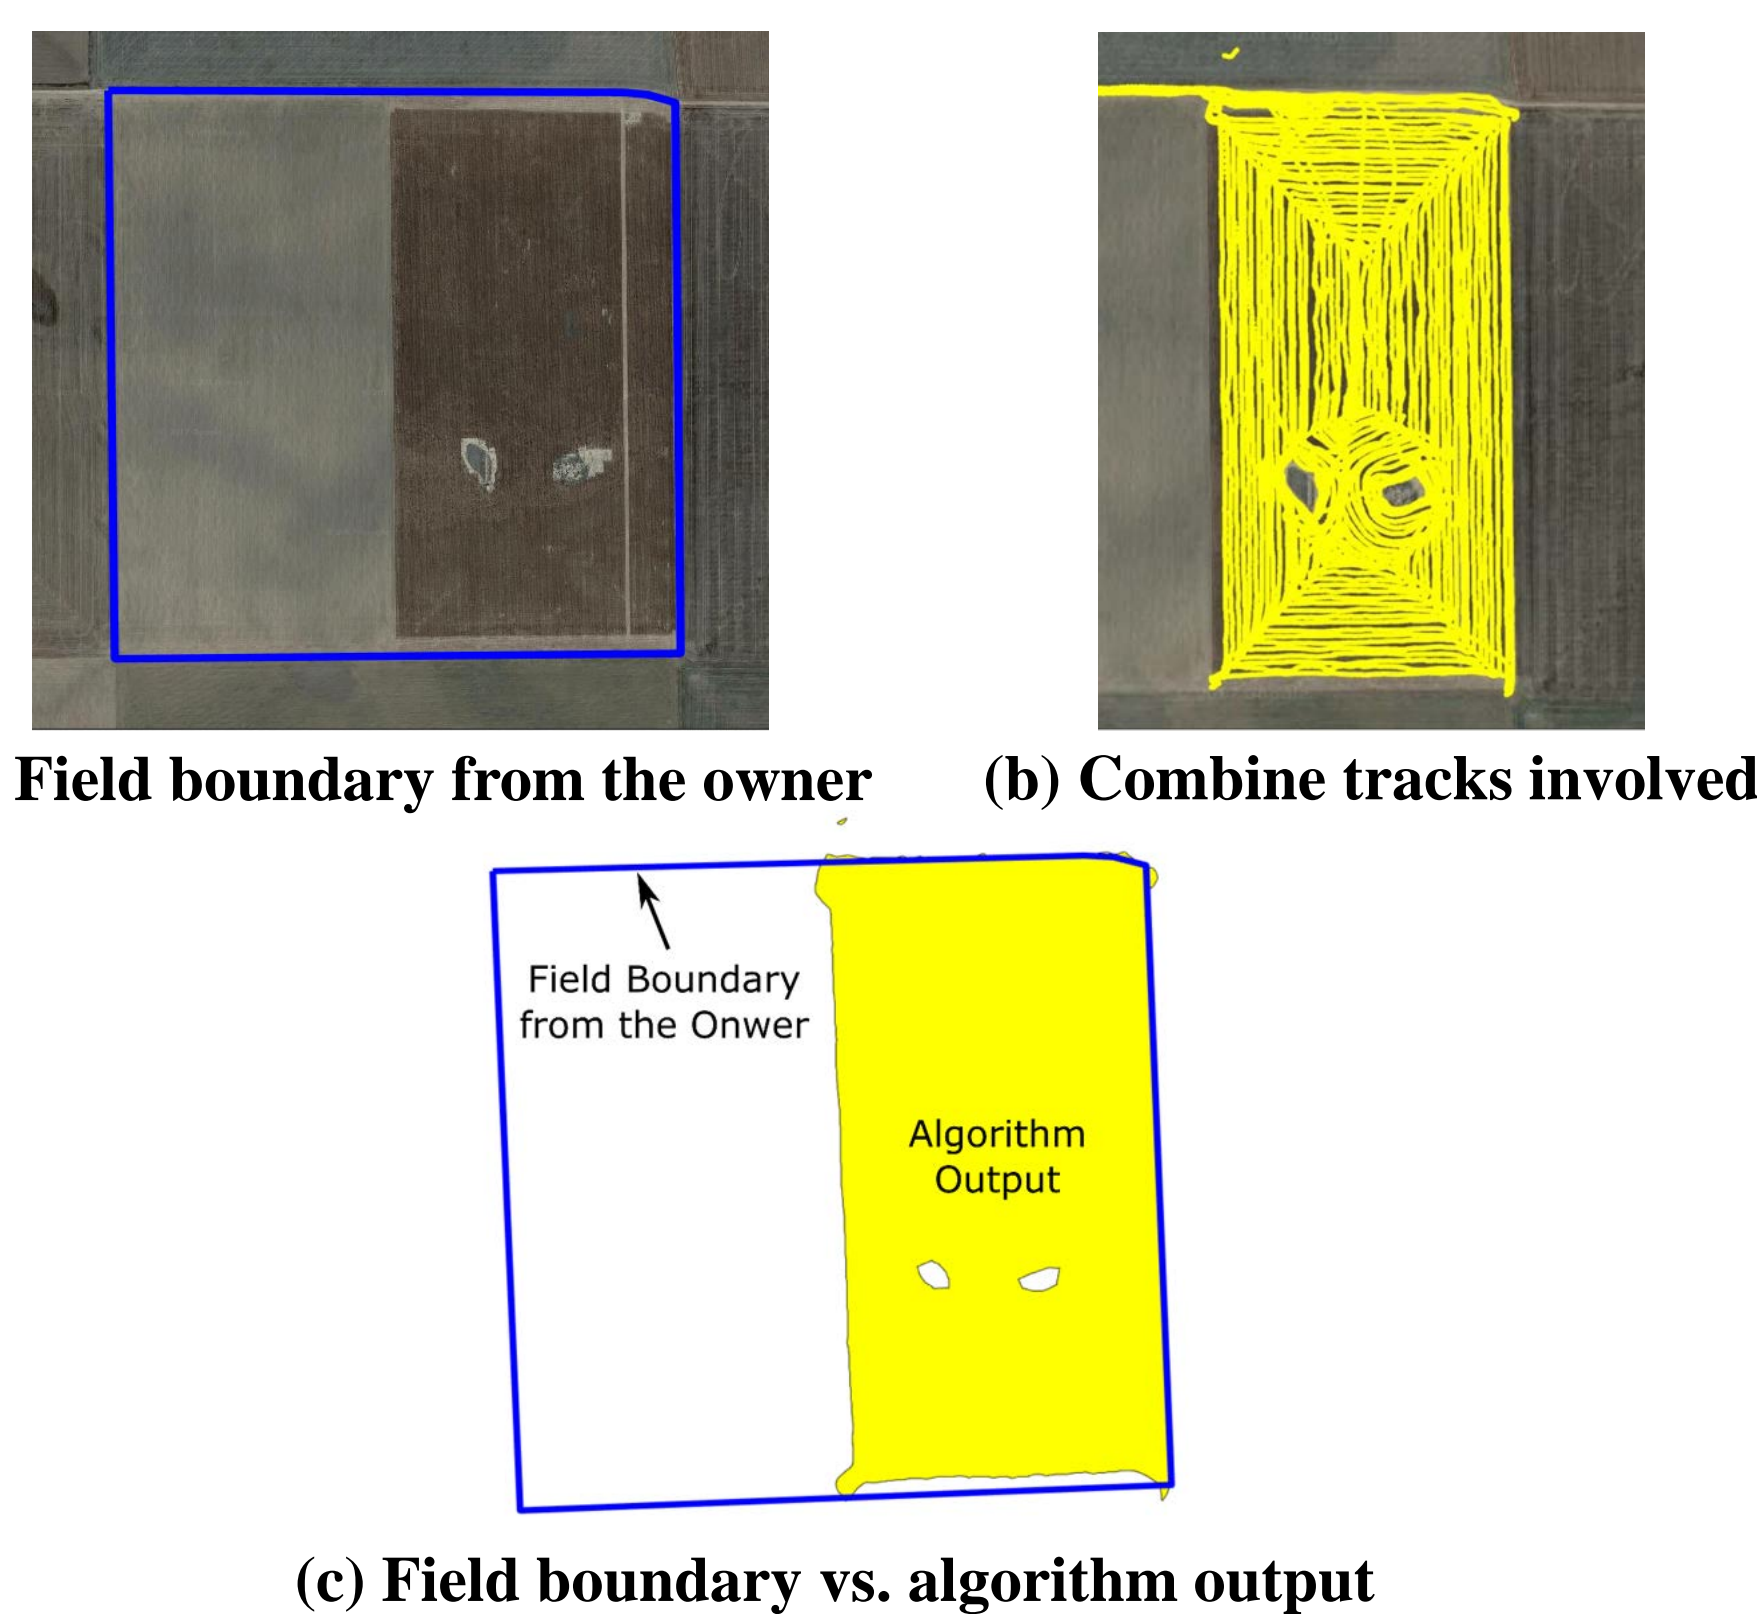 Field boundary from the owner
(b) Combine tracks involved
Field Boundary
from the Onwer
Algorithm
Output
(c) Field boundary vs. algorithm output